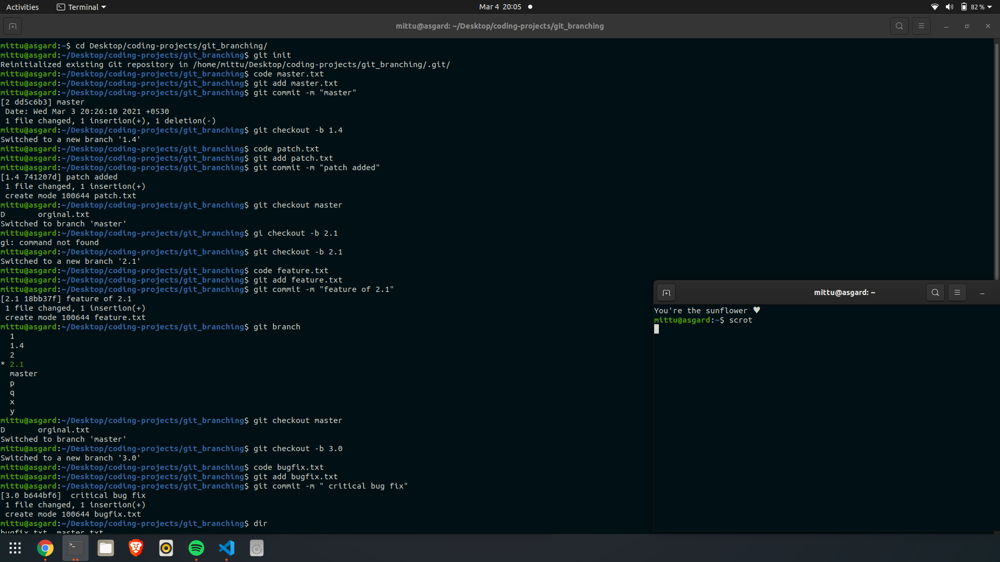 Activities
Terminal
Mar 4 20:05
82 %
mittu@asgard: ~/Desktop/coding-projects/git_branching
mittu@asgard:~$ cd Desktop/coding-projects/git_branching/
mittu@asgard:~/Desktop/coding-projects/git_branching$ git init
Reinitialized existing Git repository in /home/mittu/Desktop/coding-projects/git_branching/.git/
mittu@asgard:~/Desktop/coding-projects/git_branching$ code master.txt
mittu@asgard:~/Desktop/coding-projects/git_branching$ git add master.txt
mittu@asgard:~/Desktop/coding-projects/git_branching$ git commit -m "master"
[2 dd5c6b3] master
 Date: Wed Mar 3 20:26:10 2021 +0530
 1 file changed, 1 insertion(+), 1 deletion(-)
mittu@asgard:~/Desktop/coding-projects/git_branching$ git checkout -b 1.4
Switched to a new branch '1.4'
mittu@asgard:~/Desktop/coding-projects/git_branching$ code patch.txt
mittu@asgard:~/Desktop/coding-projects/git_branching$ git add patch.txt
mittu@asgard:~/Desktop/coding-projects/git_branching$ git commit -m "patch added"
[1.4 741207d] patch added
 1 file changed, 1 insertion(+)
 create mode 100644 patch.txt
mittu@asgard:~/Desktop/coding-projects/git_branching$ git checkout master
D       orginal.txt
Switched to branch 'master'
mittu@asgard:~/Desktop/coding-projects/git_branching$ gi checkout -b 2.1
gi: command not found
mittu@asgard:~/Desktop/coding-projects/git_branching$ git checkout -b 2.1
Switched to a new branch '2.1'
mittu@asgard:~/Desktop/coding-projects/git_branching$ code feature.txt
mittu@asgard:~/Desktop/coding-projects/git_branching$ git add feature.txt
mittu@asgard:~/Desktop/coding-projects/git_branching$ git commit -m "feature of 2.1"
[2.1 18bb37f] feature of 2.1
 1 file changed, 1 insertion(+)
 create mode 100644 feature.txt
mittu@asgard:~/Desktop/coding-projects/git_branching$ git branch
  1
  1.4
  2
* 2.1
  master
  p
  q
  x
  y
mittu@asgard:~/Desktop/coding-projects/git_branching$ git checkout master
D       orginal.txt
Switched to branch 'master'
mittu@asgard:~/Desktop/coding-projects/git_branching$ git checkout -b 3.0
Switched to a new branch '3.0'
mittu@asgard:~/Desktop/coding-projects/git_branching$ code bugfix.txt
mittu@asgard:~/Desktop/coding-projects/git_branching$ git add bugfix.txt
mittu@asgard:~/Desktop/coding-projects/git_branching$ git commit -m " critical bug fix"
[3.0 b644bf6]  critical bug fix
 1 file changed, 1 insertion(+)
 create mode 100644 bugfix.txt
mittu@asgard:~/Desktop/coding-projects/git_branching$ dir
bugfix.txt  master.txt
mittu@asgard: ~
You're the sunflower ♥
mittu@asgard:~$ scrot